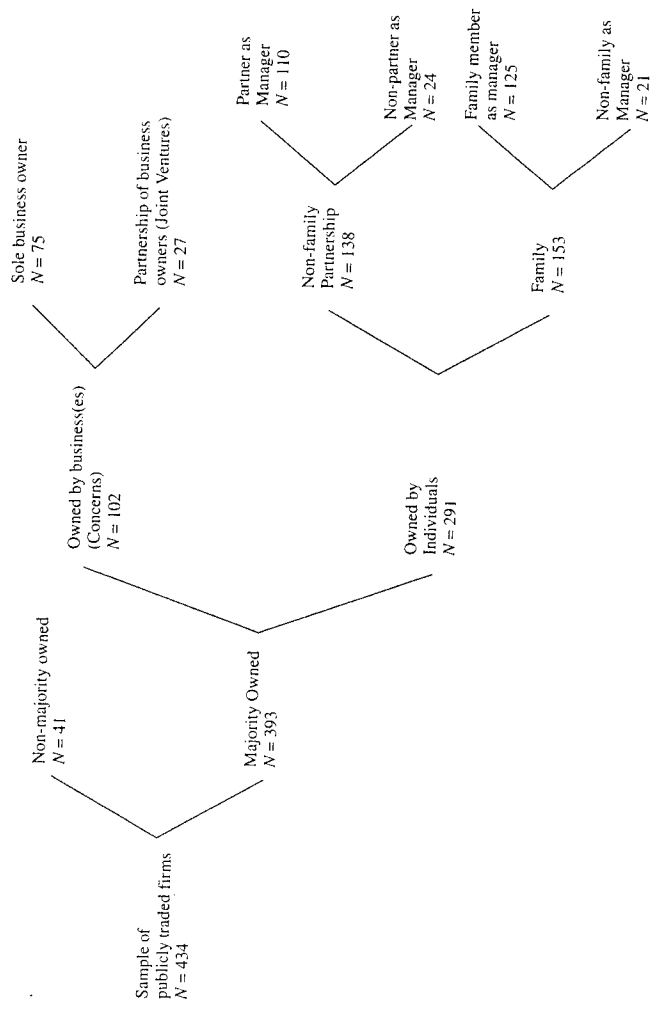 Sample of
publicly traded firms
N = 434
Non-majority owned
N = 41
Majority Owned
N = 393
Owned by business(es)
(Concerns)
N = 102
Owned by
Individuals
N = 291
Sole business owner
N = 75
Partnership of business
owners (Joint Ventures)
N = 27
Non-family
Partnership
N = 138
Family
N = 153
Partner as
Manager
N = 110
Non-partner as
Manager
N = 24
Family member
as manager
N = 125
Non-family as
Manager
N = 21